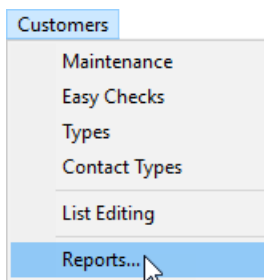 Customers
Maintenance
Easy Checks
Types
Contact Types
List Editing
Reports...